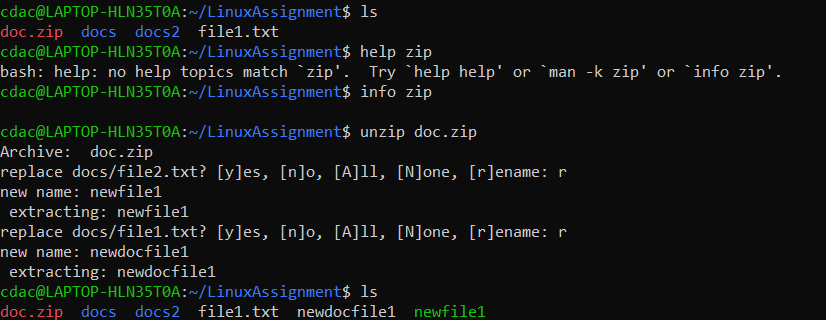 cdac@LAPTOP-HLN35T0A:~/LinuxAssignment$ ls
doc.zip  docs  docs2  file1.txt
cdac@LAPTOP-HLN35T0A:~/LinuxAssignment$ help zip
bash: help: no help topics match `zip'.  Try `help help' or `man -k zip' or `info zip'.
cdac@LAPTOP-HLN35T0A:~/LinuxAssignment$ info zip
cdac@LAPTOP-HLN35T0A:~/LinuxAssignment$ unzip doc.zip
Archive:  doc.zip
replace docs/file2.txt? [y]es, [n]o, [A]ll, [N]one, [r]ename: r
new name: newfile1
 extracting: newfile1
replace docs/file1.txt? [y]es, [n]o, [A]ll, [N]one, [r]ename: r
new name: newdocfile1
 extracting: newdocfile1
cdac@LAPTOP-HLN35T0A:~/LinuxAssignment$ ls
doc.zip  docs  docs2  file1.txt  newdocfile1  newfile1